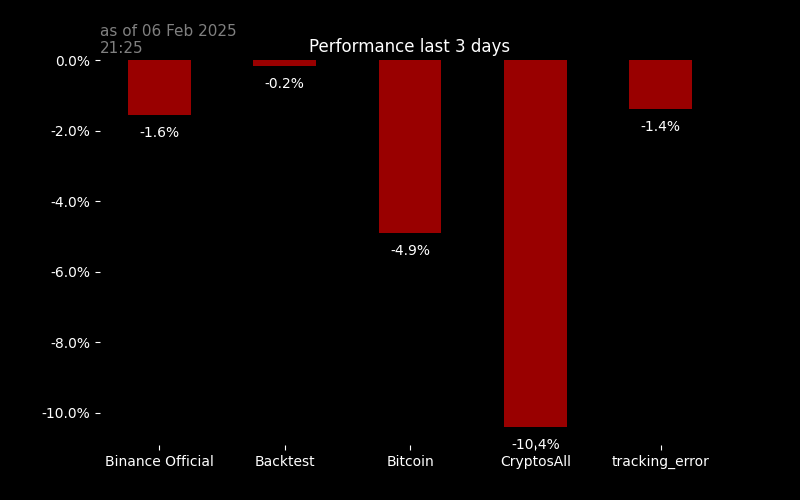 as of 06 Feb 2025
21:25
Performance last 3 days
0.0%
-2.0%
-4.0%
-6.0%
-8.0%
-10.0%
-1.6%
-0.2%
-4.9%
-10.4%
-1.4%
Binance Official
Backtest
Bitcoin
CryptosAll
tracking_error